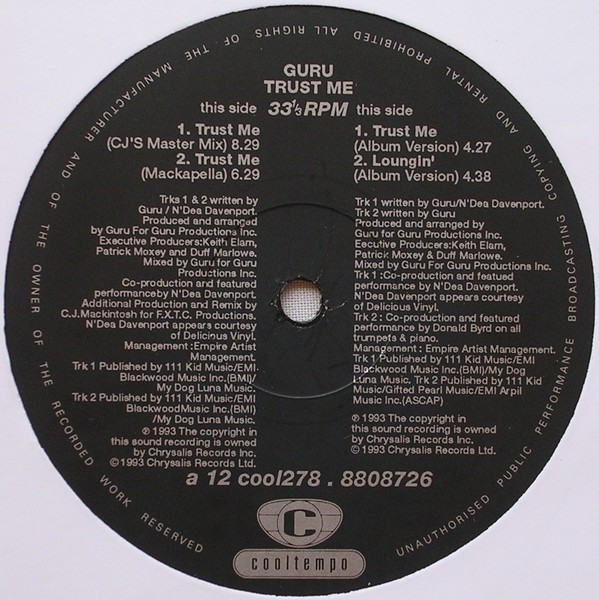 GURU
TRUST ME
this side 33⅓ RPM this side
1. Trust Me
(CJ'S Master Mix) 8.29
2. Trust Me
(Mackapella) 6.29
Trks 1 & 2 written by
Guru / N'Dea Davenport.
Produced and arranged
by Guru For Guru Productions Inc.
Executive Producers:Keith Elam,
Patrick Moxey and Duff Marlowe.
Mixed by Guru for Guru
Productions Inc.
Co-production and featured
performance by N'Dea Davenport.
Additional Production and Remix by
C.J.Mackintosh for F.X.T.C. Productions.
N'Dea Davenport appears courtesy
of Delicious Vinyl.
Management :Empire Artist
Management.
Trk 1 Published by 111 Kid Music/EMI
Blackwood Music Inc.(BMI)/
My Dog Luna Music.
Trk 2 Published by 111 Kid Music/EMI
BlackwoodMusic Inc.(BMI)
/My Dog Luna Music.
℗ 1993 The copyright in
this sound recording is owned
by Chrysalis Records Inc.
©1993 Chrysalis Records Ltd.
1. Trust Me
(Album Version) 4.27
2. Loungin'
(Album Version) 4.38
Trk 1 written by Guru/N'Dea Davenport.
Trk 2 written by Guru
Produced and arranged by
Guru for Guru Productions Inc.
Executive Producers:Keith Elam,
Patrick Moxey & Duff Marlowe.
Mixed by Guru For Guru Productions Inc.
Trk 1 :Co-production and featured
performance by N'Dea Davenport.
N'Dea Davenport appears courtesy
of Delicious Vinyl.
Trk 2 : Co-production and featured
performance by Donald Byrd on all
trumpets & piano.
Management : Empire Artist Management.
Trk 1 Published by 111 Kid Music/EMI
Blackwood Music Inc.(BMI)/My Dog
Luna Music. Trk 2 Published by 111 Kid
Music/Gifted Pearl Music/EMI Arpil
Music Inc.(ASCAP)
℗ 1993 The copyright in
this sound recording is owned
by Chrysalis Records Inc.
© 1993 Chrysalis Records Ltd.
a 12 cool278 . 8808726
C
cooltempo
ALL RIGHTS OF THE MANUFACTURER AND OF THE OWNER OF THE RECORDED WORK RESERVED
UNAUTHORISED PUBLIC PERFORMANCE BROADCASTING COPYING AND RENTAL PROHIBITED